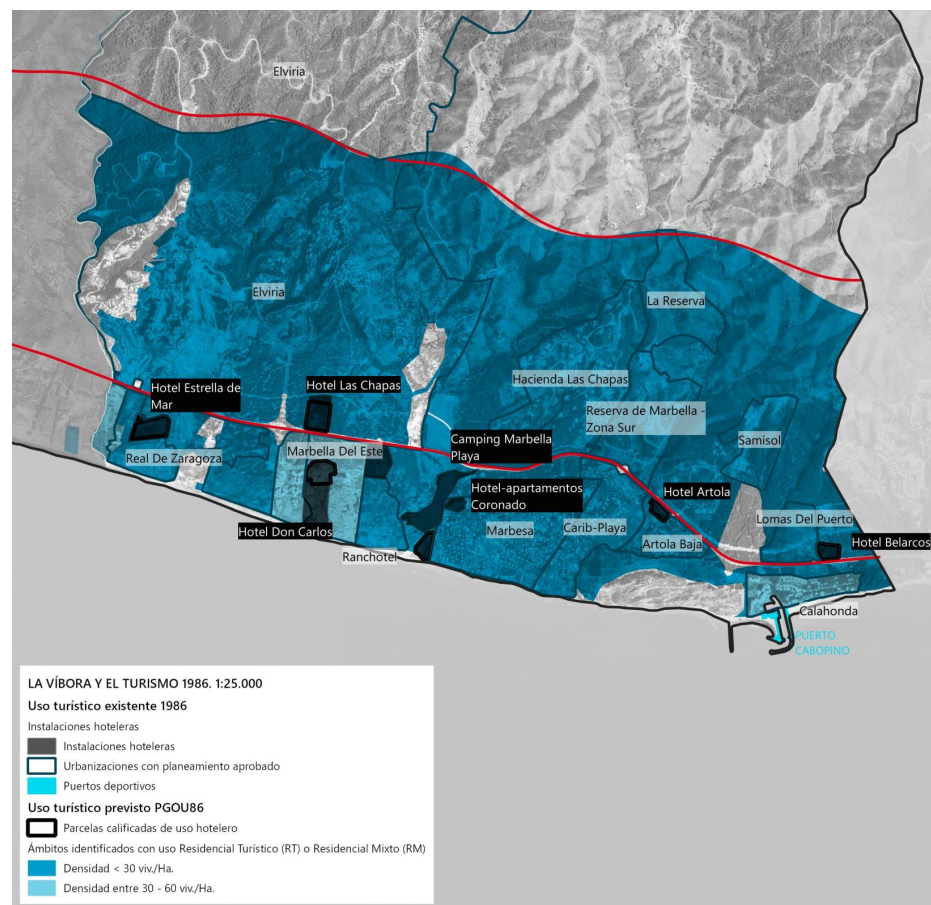 Elviria
Elviria
La Reserva
Hacienda Las Chapas
Hotel Estrella de
Mar
Hotel Las Chapas
Reserva de Marbella -
Zona Sur
Camping Marbella
Playa
Samisol
Real De Zaragoza
Marbella Del Este
Hotel-apartamentos
Coronado
Hotel Artola
Hotel Don Carlos
Marbesa
Carib-Playa
Lomas Del Puerto
Artola Baja
Hotel Belarcos
Ranchotel
Calahonda
PUERTO
CABOPINO
LA VÍBORA Y EL TURISMO 1986. 1:25.000
Uso turístico existente 1986
Instalaciones hoteleras
Instalaciones hoteleras
Urbanizaciones con planeamiento aprobado
Puertos deportivos
Uso turístico previsto PGOU86
Parcelas calificadas de uso hotelero
Ámbitos identificados con uso Residencial Turístico (RT) o Residencial Mixto (RM)
Densidad < 30 viv./Ha.
Densidad entre 30 - 60 viv./Ha.